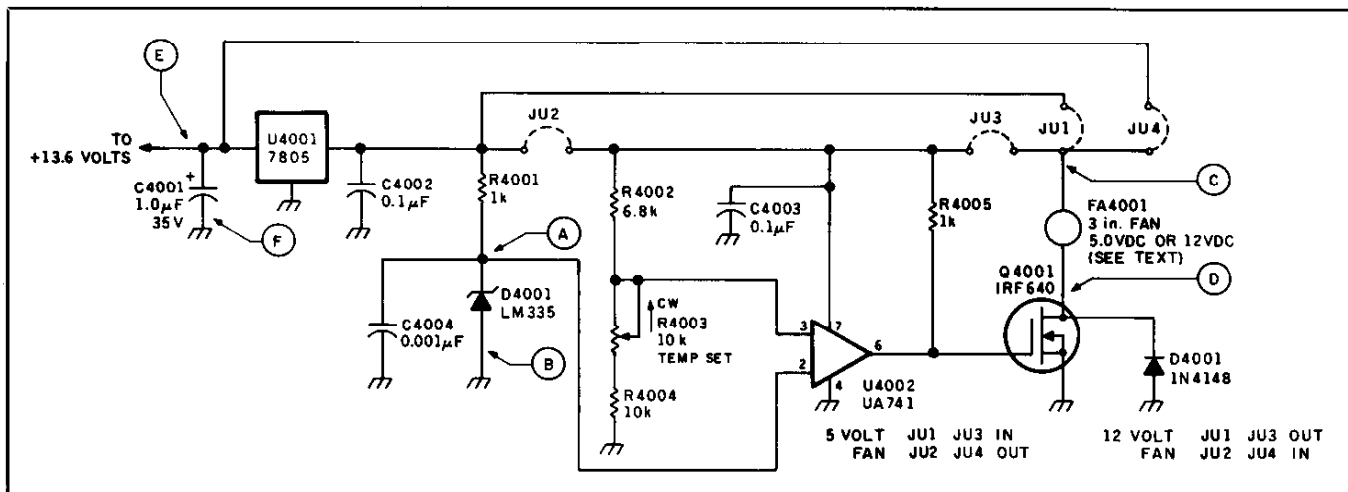 E
TO
+13.6 VOLTS
U4001
7805
C4001
1.0µF
35V
+
F
C4002
0.1µF
JU2
R4001
1k
A
D4001
LM335
B
C4004
0.001µF
R4002
6.8k
CW
R4003
10k
TEMP SET
R4004
10k
C4003
0.1µF
3
2
7
6
4
U4002
UA741
R4005
1k
JU3
JU1
JU4
C
FA4001
3 in. FAN
5.0VDC OR 12VDC
(SEE TEXT)
Q4001
IRF640
D
D4001
1N4148
5 VOLT JU1 JU3 IN
FAN JU2 JU4 OUT
12 VOLT JU1 JU3 OUT
FAN JU2 JU4 IN